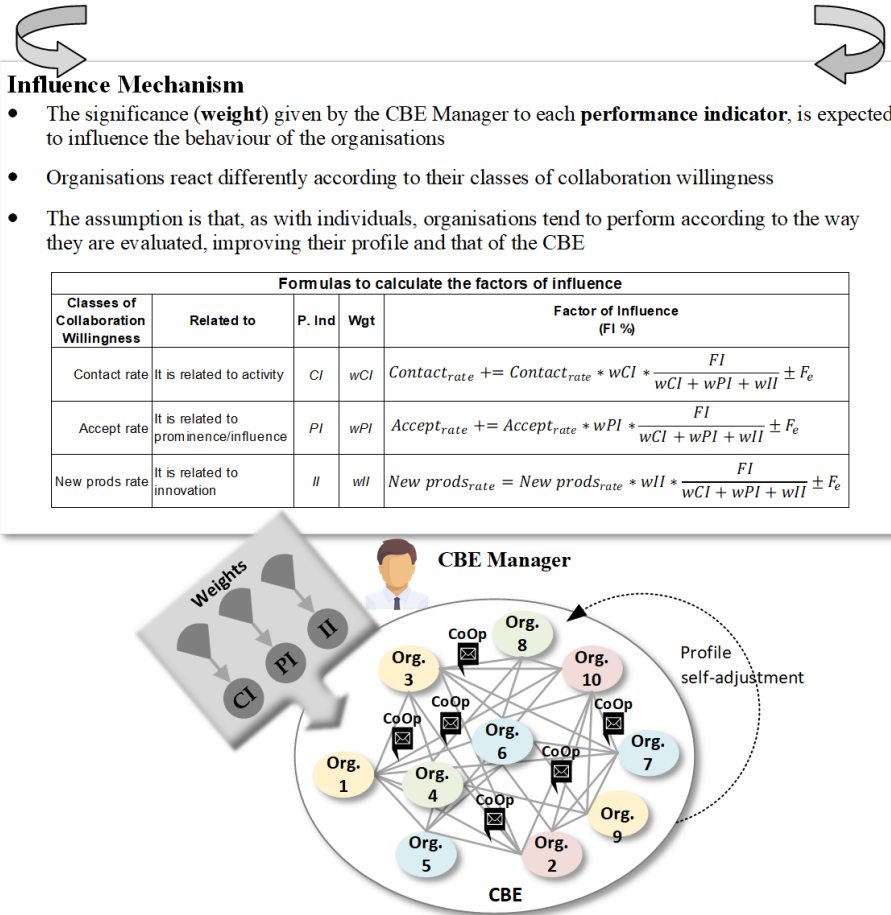 Influence Mechanism
• The significance (weight) given by the CBE Manager to each performance indicator, is expected
to influence the behaviour of the organisations
• Organisations react differently according to their classes of collaboration willingness
• The assumption is that, as with individuals, organisations tend to perform according to the way
they are evaluated, improving their profile and that of the CBE
Formulas to calculate the factors of influence
Classes of
Collaboration
Willingness
Related to
P. Ind
Wgt
Factor of Influence
(FI %)
Contact rate
It is related to activity
CI
wCI
Contact_rate += Contact_rate * wCI * FI / (wCI + wPI + wII) ± F_e
Accept rate
It is related to
prominence/influence
PI
wPI
Accept_rate += Accept_rate * wPI * FI / (wCI + wPI + wII) ± F_e
New prods rate
It is related to
innovation
II
wII
New prods_rate = New prods_rate * wII * FI / (wCI + wPI + wII) ± F_e
CBE Manager
Weights
CI
PI
II
Org.
8
CoOp
Org.
3
Org.
10
Profile
self-adjustment
CoOp
CoOp
CoOp
Org.
6
Org.
7
CoOp
Org.
1
Org.
4
CoOp
Org.
9
Org.
5
Org.
2
CBE